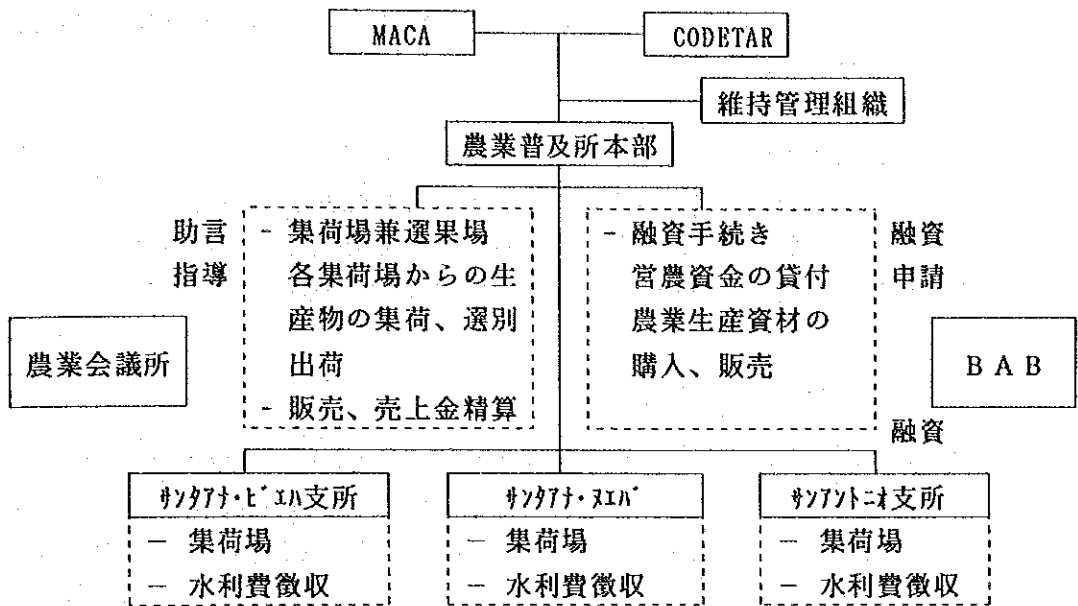 MACA
CODETAR
維持管理組織
農業普及所本部
助言
指導
- 集荷場兼選果場
各集荷場からの生
産物の集荷、選別
出荷
- 販売、売上金精算
- 融資手続き
営農資金の貸付
農業生産資材の
購入、販売
融資
申請
農業会議所
BAB
融資
ｻﾝﾀｱﾅ・ﾋﾞｴﾊ支所
- 集荷場
- 水利費徴収
ｻﾝﾀｱﾅ・ﾇｴﾊﾞ
- 集荷場
- 水利費徴収
ｻﾝｱﾝﾄﾆｵ支所
- 集荷場
- 水利費徴収